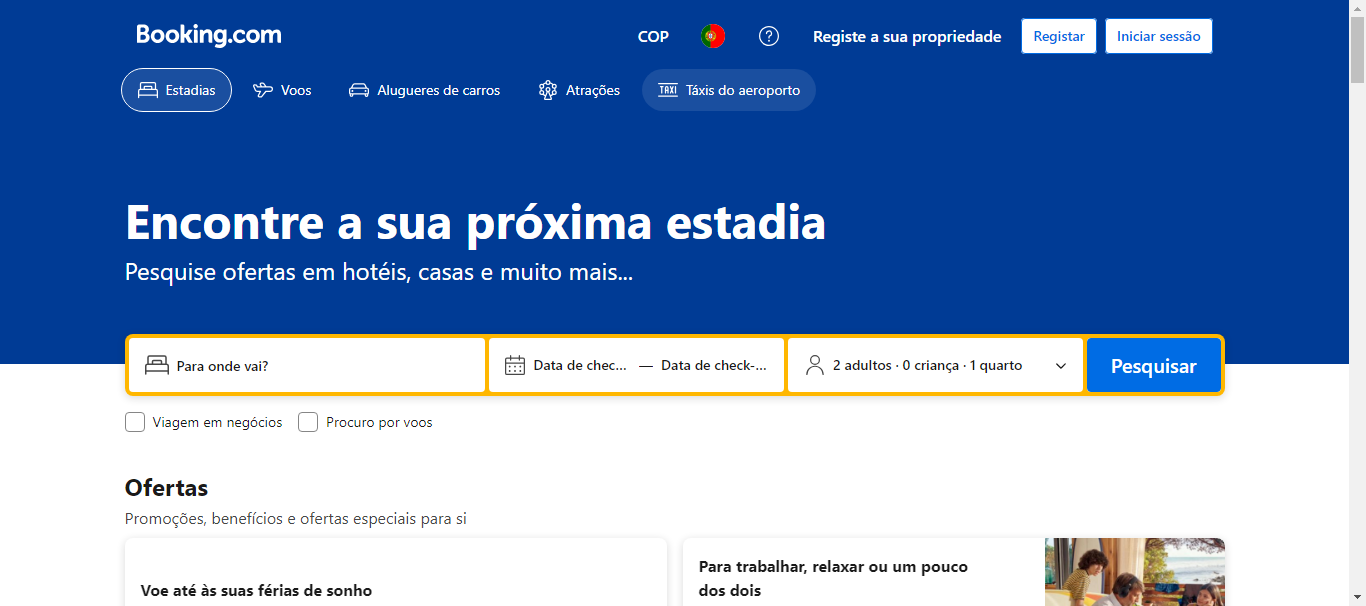 Booking.com
COP
Registe a sua propriedade
Registar
Iniciar sessão
Estadias
Voos
Alugueres de carros
Atrações
TAXI
Táxis do aeroporto
Encontre a sua próxima estadia
Pesquise ofertas em hotéis, casas e muito mais...
Para onde vai?
Data de chec... — Data de check-...
2 adultos · 0 criança · 1 quarto
Pesquisar
Viagem em negócios
Procuro por voos
Ofertas
Promoções, benefícios e ofertas especiais para si
Voe até às suas férias de sonho
Para trabalhar, relaxar ou um pouco
dos dois